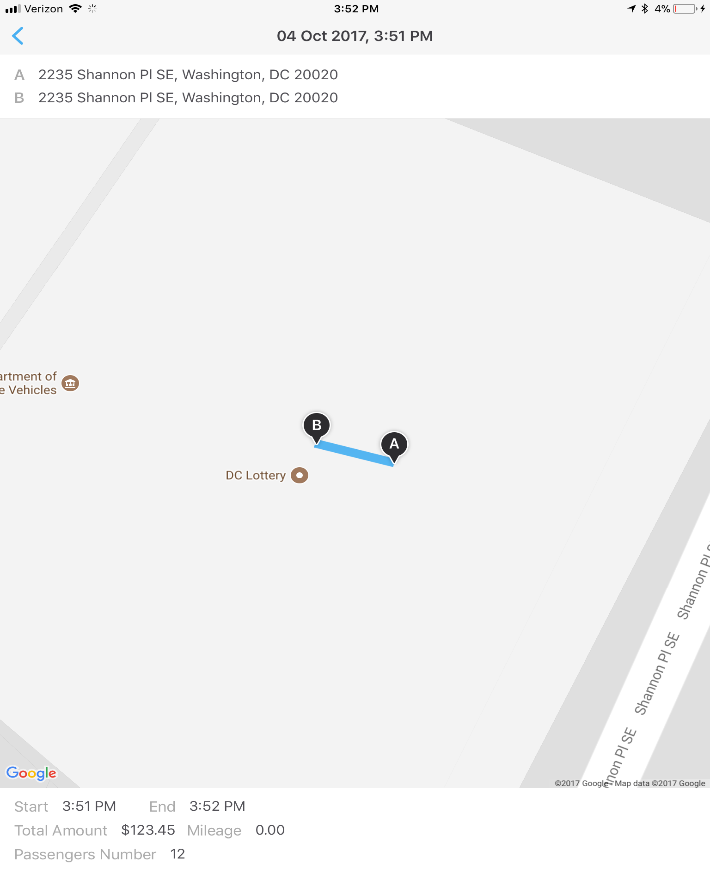 Verizon 3:52 PM 4%
04 Oct 2017, 3:51 PM
A 2235 Shannon Pl SE, Washington, DC 20020
B 2235 Shannon Pl SE, Washington, DC 20020
artment of
e Vehicles
B
A
DC Lottery
Shannon Pl S
Shannon Pl SE
nnon Pl SE
Google
©2017 Google - Map data ©2017 Google
Start 3:51 PM End 3:52 PM
Total Amount $123.45 Mileage 0.00
Passengers Number 12